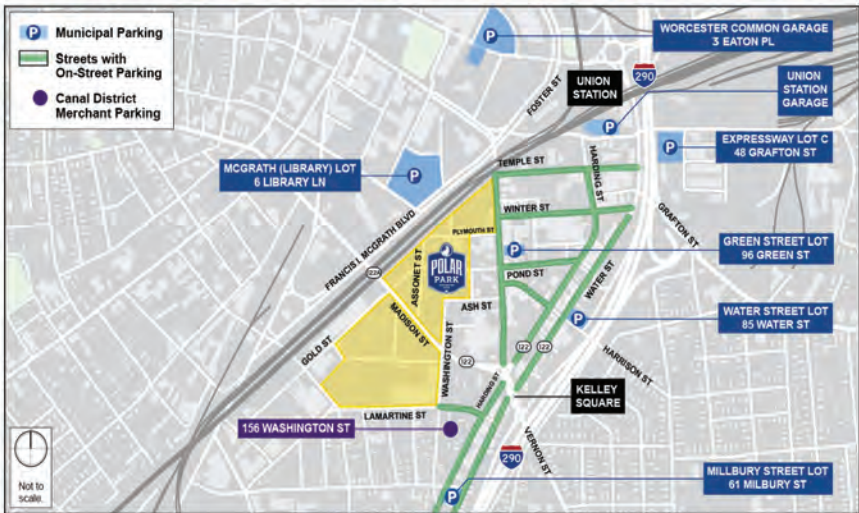 P Municipal Parking
Streets with
On-Street Parking
Canal District
Merchant Parking
P
WORCESTER COMMON GARAGE
3 EATON PL
FOSTER ST
UNION
STATION
290
UNION
STATION
GARAGE
P
P
EXPRESSWAY LOT C
48 GRAFTON ST
MCGRATH (LIBRARY) LOT
6 LIBRARY LN
P
TEMPLE ST
HARDING ST
WINTER ST
GRAFTON ST
FRANCIS J. MCGRATH BLVD
PLYMOUTH ST
P
GREEN STREET LOT
96 GREEN ST
122A
ASSONET ST
POLAR
PARK
POND ST
WATER ST
MADISON ST
ASH ST
P
WATER STREET LOT
85 WATER ST
GOLD ST
WASHINGTON ST
122
122
122
HARRISON ST
HARDING ST
KELLEY
SQUARE
LAMARTINE ST
156 WASHINGTON ST
VERNON ST
290
Not to
scale.
P
MILLBURY STREET LOT
61 MILBURY ST